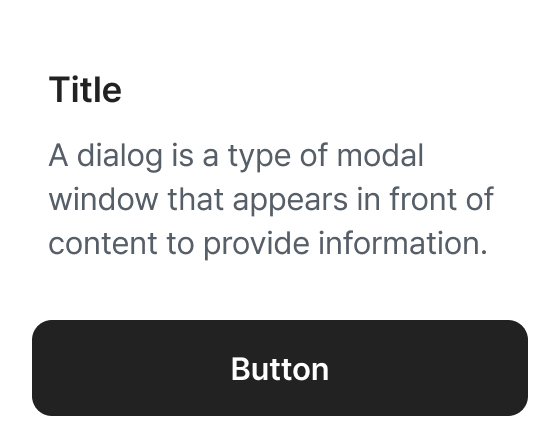 Title
A dialog is a type of modal
window that appears in front of
content to provide information.
Button